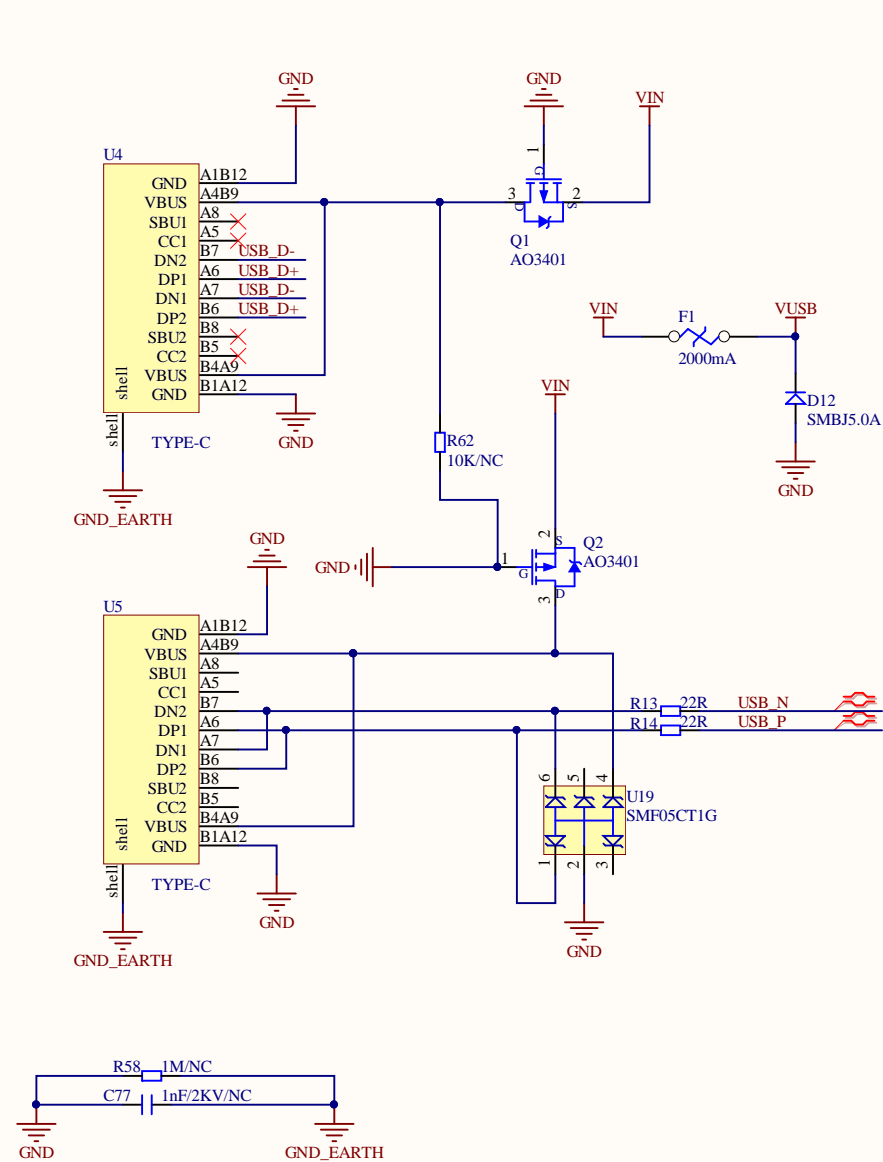 GND
GND
VIN
U4
GND A1B12
VBUS A4B9
SBU1 A8
CC1 A5
DN2 B7 USB_D-
DP1 A6 USB_D+
DN1 A7 USB_D-
DP2 B6 USB_D+
SBU2 B8
CC2 B5
VBUS B4A9
GND B1A12
shell
shell
TYPE-C
GND
GND_EARTH
1
G
3
D
2
S
Q1
AO3401
VIN
F1
2000mA
VUSB
D12
SMBJ5.0A
GND
R62
10K/NC
VIN
2
S
Q2
AO3401
GND
1
G
3
D
GND
U5
GND A1B12
VBUS A4B9
SBU1 A8
CC1 A5
DN2 B7
DP1 A6
DN1 A7
DP2 B6
SBU2 B8
CC2 B5
VBUS B4A9
GND B1A12
shell
shell
TYPE-C
GND
GND_EARTH
R13 22R USB_N
R14 22R USB_P
6 5 4
U19
SMF05CT1G
1 2 3
GND
R58 1M/NC
C77 1nF/2KV/NC
GND
GND_EARTH